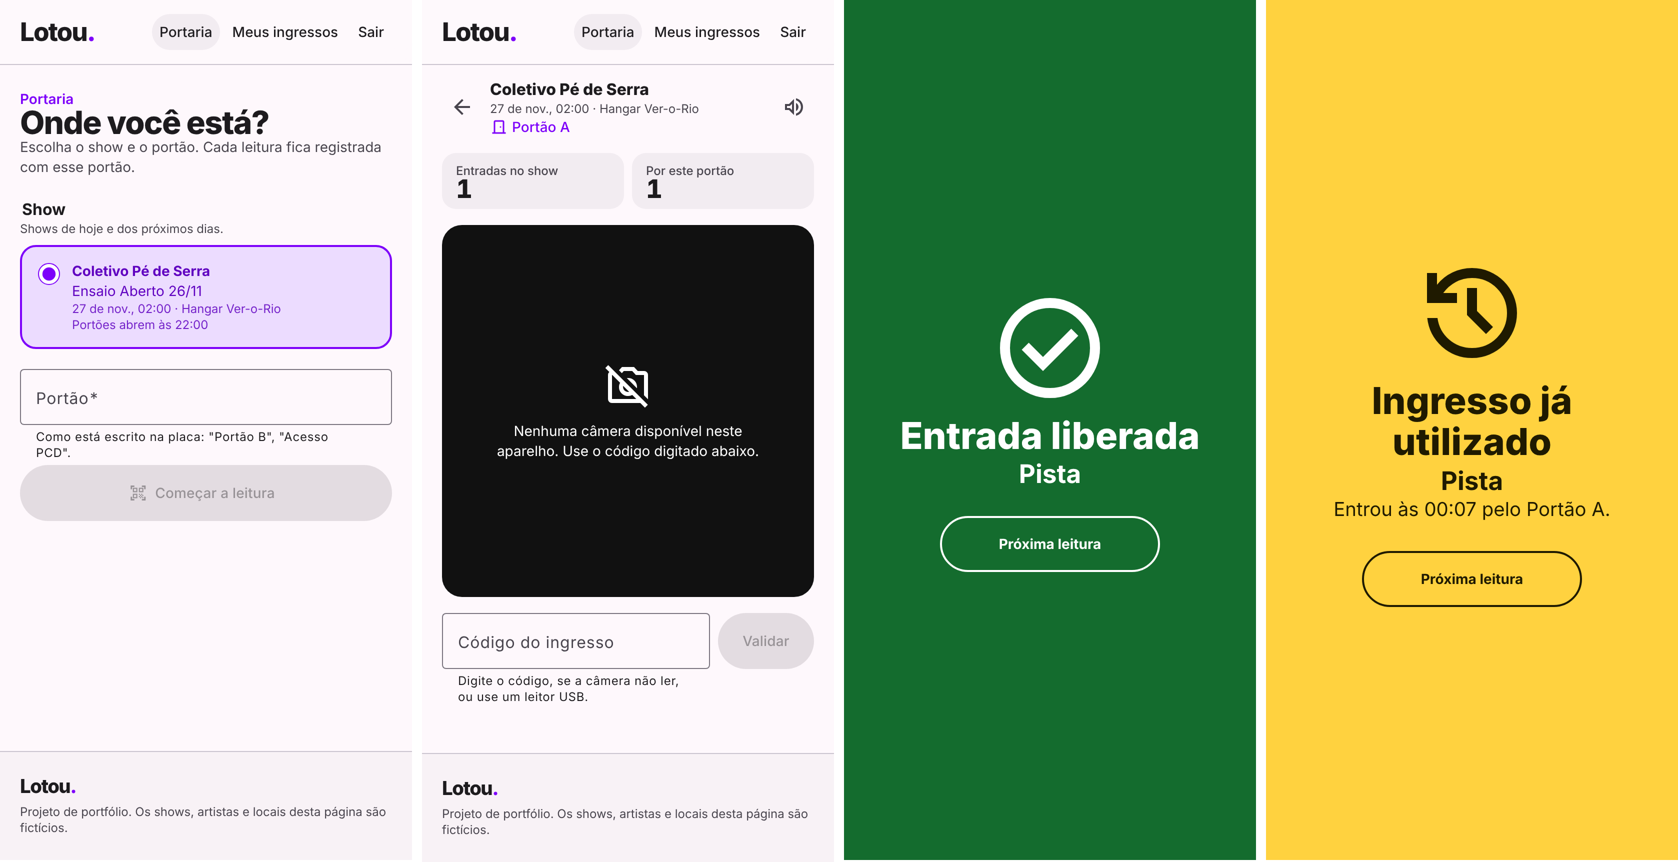 Lotou.
Portaria
Meus ingressos
Sair
Portaria
Onde você está?
Escolha o show e o portão. Cada leitura fica registrada
com esse portão.
Show
Shows de hoje e dos próximos dias.
Coletivo Pé de Serra
Ensaio Aberto 26/11
27 de nov., 02:00 · Hangar Ver-o-Rio
Portões abrem às 22:00
Portão*
Como está escrito na placa: "Portão B", "Acesso
PCD".
Começar a leitura
Lotou.
Projeto de portfólio. Os shows, artistas e locais desta página são
fictícios.
Lotou.
Portaria
Meus ingressos
Sair
Coletivo Pé de Serra
27 de nov., 02:00 · Hangar Ver-o-Rio
Portão A
Entradas no show
1
Por este portão
1
Nenhuma câmera disponível neste
aparelho. Use o código digitado abaixo.
Código do ingresso
Validar
Digite o código, se a câmera não ler,
ou use um leitor USB.
Lotou.
Projeto de portfólio. Os shows, artistas e locais desta página são
fictícios.
Entrada liberada
Pista
Próxima leitura
Ingresso já
utilizado
Pista
Entrou às 00:07 pelo Portão A.
Próxima leitura